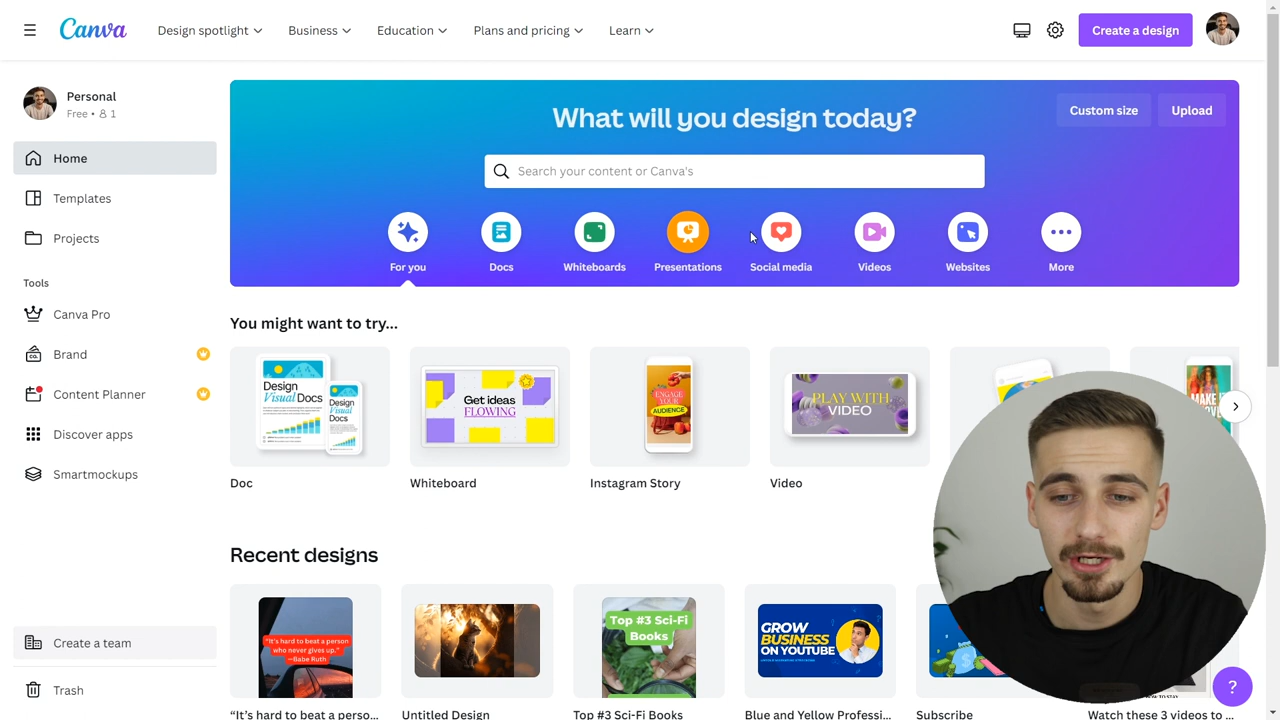 Canva
Design spotlight
Business
Education
Plans and pricing
Learn
Create a design
Personal
Free • 1
Home
Templates
Projects
Tools
Canva Pro
Brand
Content Planner
Discover apps
Smartmockups
Create a team
Trash
What will you design today?
Custom size
Upload
Search your content or Canva's
For you
Docs
Whiteboards
Presentations
Social media
Videos
Websites
More
You might want to try...
Design
Visual Docs
Design
Visual
Docs
Get ideas
FLOWING
ENGAGE
YOUR
AUDIENCE
PLAY WITH
VIDEO
Doc
Whiteboard
Instagram Story
Video
Recent designs
"It's hard to beat a person
who never gives up."
—Babe Ruth
Top #3 Sci-Fi
Books
GROW
BUSINESS
ON YOUTUBE
"It's hard to beat a perso...
Untitled Design
Top #3 Sci-Fi Books
Blue and Yellow Professi...
Subscribe
Watch these 3 videos to ...
?